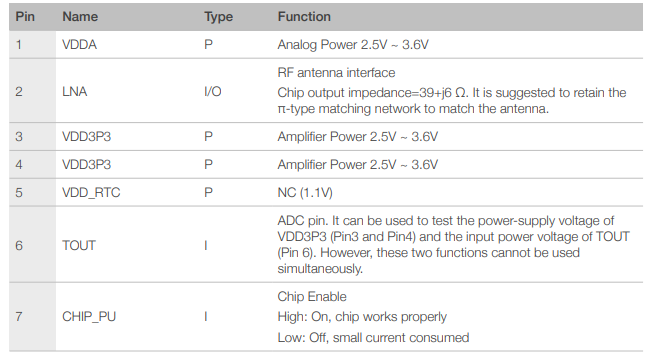 Pin Name Type Function
1 VDDA P Analog Power 2.5V ~ 3.6V
RF antenna interface
2 LNA I/O Chip output impedance=39+j6 Ω. It is suggested to retain the
π-type matching network to match the antenna.
3 VDD3P3 P Amplifier Power 2.5V ~ 3.6V
4 VDD3P3 P Amplifier Power 2.5V ~ 3.6V
5 VDD_RTC P NC (1.1V)
ADC pin. It can be used to test the power-supply voltage of
6 TOUT I VDD3P3 (Pin3 and Pin4) and the input power voltage of TOUT
(Pin 6). However, these two functions cannot be used
simultaneously.
Chip Enable
7 CHIP_PU I High: On, chip works properly
Low: Off, small current consumed